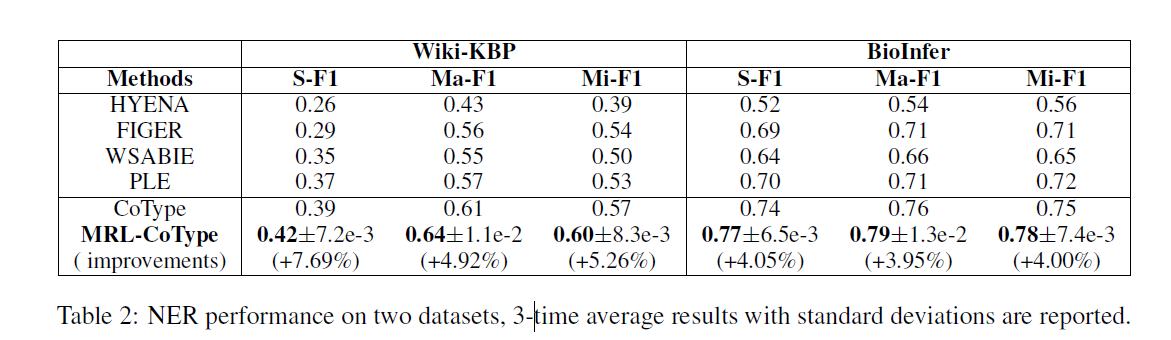 Wiki-KBP BioInfer
Methods S-F1 Ma-F1 Mi-F1 S-F1 Ma-F1 Mi-F1
HYENA 0.26 0.43 0.39 0.52 0.54 0.56
FIGER 0.29 0.56 0.54 0.69 0.71 0.71
WSABIE 0.35 0.55 0.50 0.64 0.66 0.65
PLE 0.37 0.57 0.53 0.70 0.71 0.72
CoType 0.39 0.61 0.57 0.74 0.76 0.75
MRL-CoType 0.42±7.2e-3 0.64±1.1e-2 0.60±8.3e-3 0.77±6.5e-3 0.79±1.3e-2 0.78±7.4e-3
( improvements) (+7.69%) (+4.92%) (+5.26%) (+4.05%) (+3.95%) (+4.00%)
Table 2: NER performance on two datasets, 3-time average results with standard deviations are reported.